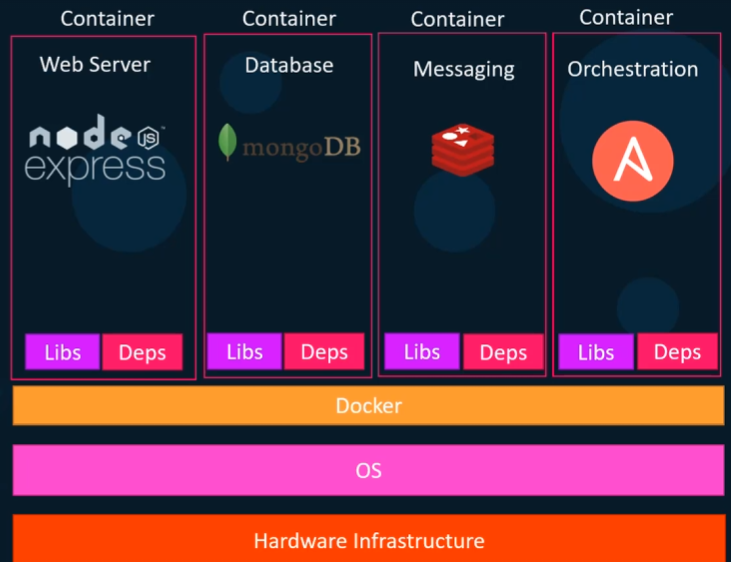 Container
Container
Container
Container
Web Server
Database
Messaging
Orchestration
node JS
express
mongoDB
A
Libs
Deps
Libs
Deps
Libs
Deps
Libs
Deps
Docker
OS
Hardware Infrastructure